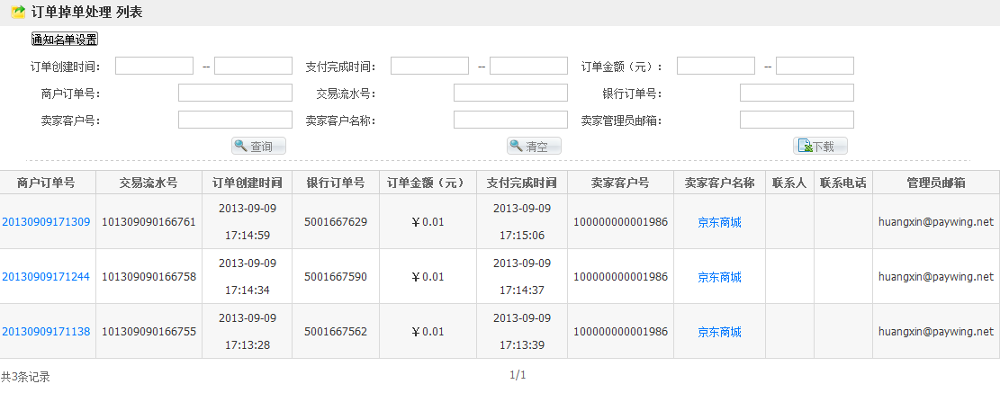 订单掉单处理 列表
通知名单设置
订单创建时间： -- 支付完成时间： -- 订单金额（元）： --
商户订单号： 交易流水号： 银行订单号：
卖家客户号： 卖家客户名称： 卖家管理员邮箱：
查询 清空 下载
商户订单号 交易流水号 订单创建时间 银行订单号 订单金额（元） 支付完成时间 卖家客户号 卖家客户名称 联系人 联系电话 管理员邮箱
20130909171309 101309090166761 2013-09-09 17:14:59 5001667629 ￥0.01 2013-09-09 17:15:06 100000000001986 京东商城 huangxin@paywing.net
20130909171244 101309090166758 2013-09-09 17:14:34 5001667590 ￥0.01 2013-09-09 17:14:37 100000000001986 京东商城 huangxin@paywing.net
20130909171138 101309090166755 2013-09-09 17:13:28 5001667562 ￥0.01 2013-09-09 17:13:39 100000000001986 京东商城 huangxin@paywing.net
共3条记录 1/1